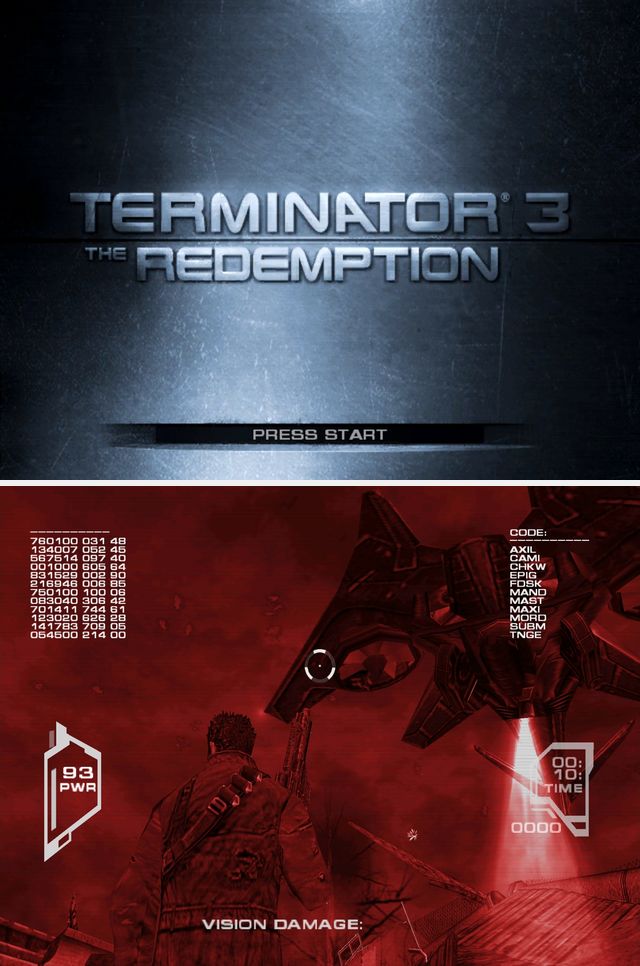 TERMINATOR® 3
THE REDEMPTION
PRESS START
760100 031 48
134007 052 45
567514 097 40
001000 605 64
831529 002 90
216946 006 85
750100 100 06
083040 306 42
701411 744 61
123020 626 28
141783 709 05
054500 214 00
CODE:
AXIL
CAMI
CHKW
EPIG
FDSK
MAND
MAST
MAXI
MORD
SUBM
TNGE
93
PWR
00:
10:
TIME
0000
VISION DAMAGE: